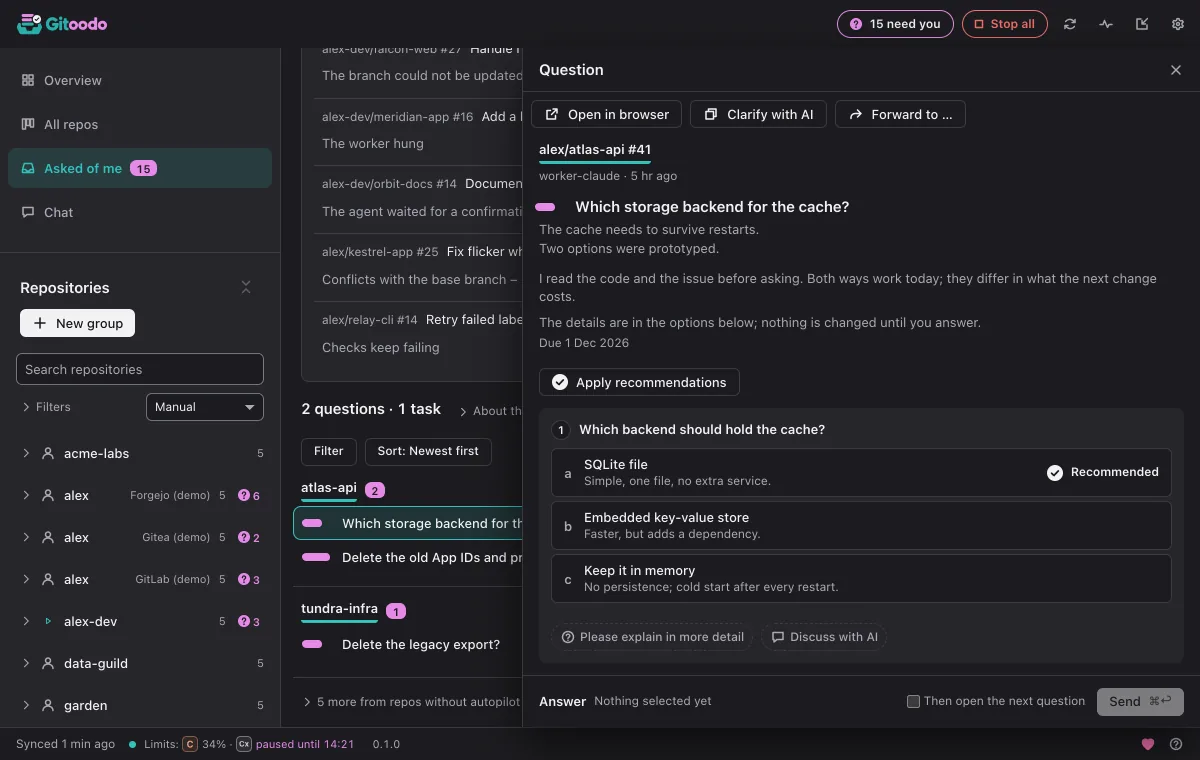 Gitoodo
15 need you
Stop all
Overview
All repos
Asked of me 15
Chat
Repositories
New group
Search repositories
Filters
Manual
acme-labs 5
alex Forgejo (demo) 5 6
alex Gitea (demo) 5 2
alex GitLab (demo) 5 3
alex-dev 5 3
data-guild 5
garden 5
alex-dev/falcon-web #27 Handle
The branch could not be updated
alex-dev/meridian-app #16 Add a
The worker hung
alex-dev/orbit-docs #14 Documen
The agent waited for a confirmati
alex/kestrel-app #25 Fix flicker wh
Conflicts with the base branch –
alex/relay-cli #14 Retry failed labe
Checks keep failing
2 questions · 1 task
About th
Filter
Sort: Newest first
atlas-api 2
Which storage backend for th
Delete the old App IDs and pr
tundra-infra 1
Delete the legacy export?
5 more from repos without autopilot
Question
Open in browser
Clarify with AI
Forward to ...
alex/atlas-api #41
worker-claude · 5 hr ago
Which storage backend for the cache?
The cache needs to survive restarts.
Two options were prototyped.
I read the code and the issue before asking. Both ways work today; they differ in what the next change
costs.
The details are in the options below; nothing is changed until you answer.
Due 1 Dec 2026
Apply recommendations
1 Which backend should hold the cache?
a SQLite file
Simple, one file, no extra service.
Recommended
b Embedded key-value store
Faster, but adds a dependency.
c Keep it in memory
No persistence; cold start after every restart.
Please explain in more detail
Discuss with AI
Answer Nothing selected yet
Then open the next question
Send ⌘↩
Synced 1 min ago
Limits: C 34% · Cx paused until 14:21
0.1.0